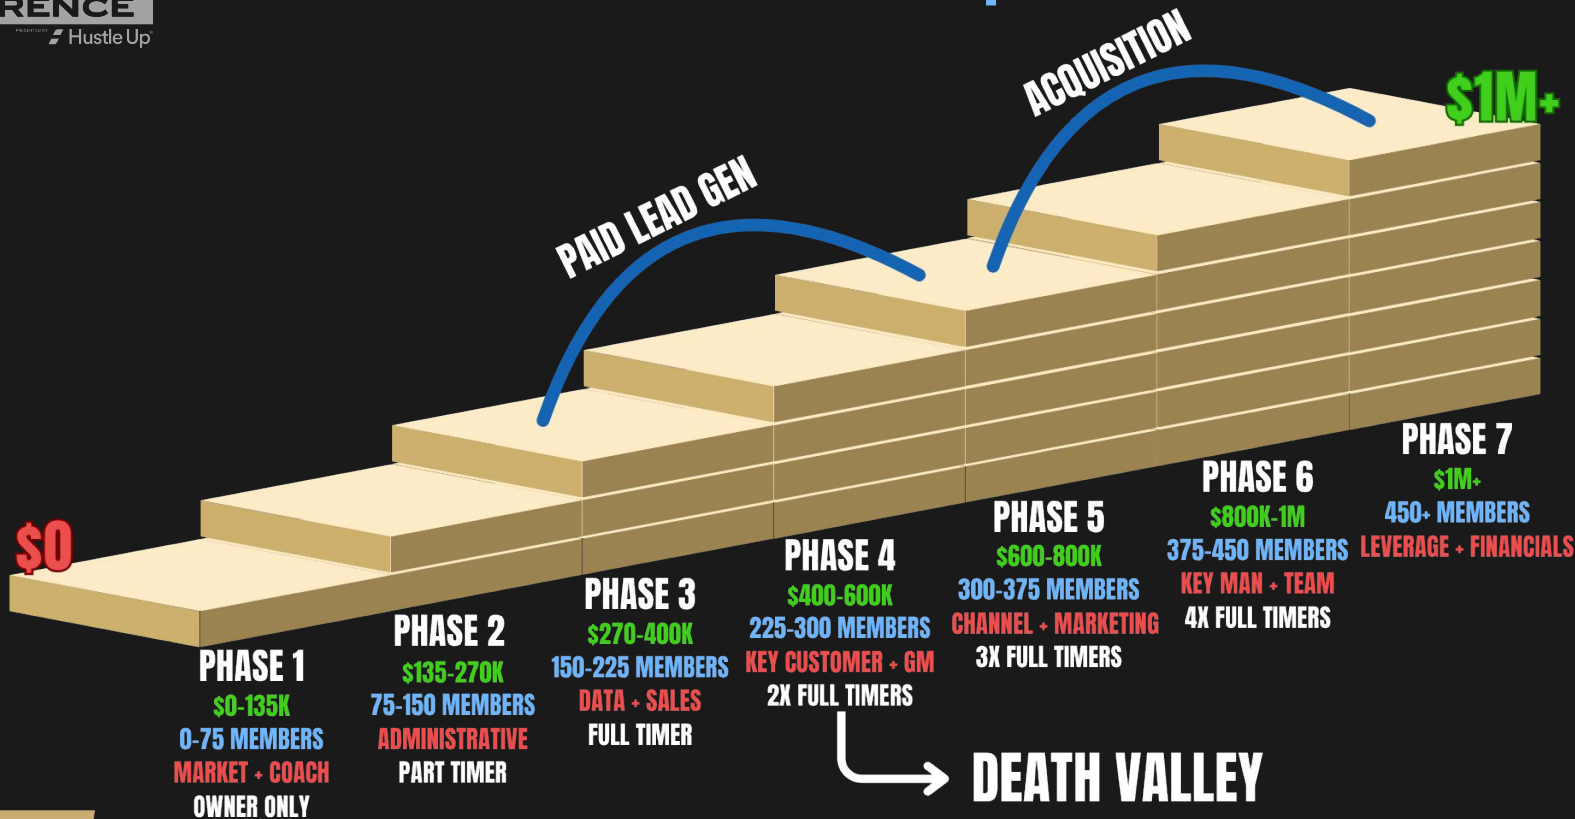 RENCE
Hustle Up
ACQUISITION
$1M+
PAID LEAD GEN
$0
PHASE 1
$0-135K
0-75 MEMBERS
MARKET + COACH
OWNER ONLY
PHASE 2
$135-270K
75-150 MEMBERS
ADMINISTRATIVE
PART TIMER
PHASE 3
$270-400K
150-225 MEMBERS
DATA + SALES
FULL TIMER
PHASE 4
$400-600K
225-300 MEMBERS
KEY CUSTOMER + GM
2X FULL TIMERS
PHASE 5
$600-800K
300-375 MEMBERS
CHANNEL + MARKETING
3X FULL TIMERS
PHASE 6
$800K-1M
375-450 MEMBERS
KEY MAN + TEAM
4X FULL TIMERS
PHASE 7
$1M+
450+ MEMBERS
LEVERAGE + FINANCIALS
DEATH VALLEY